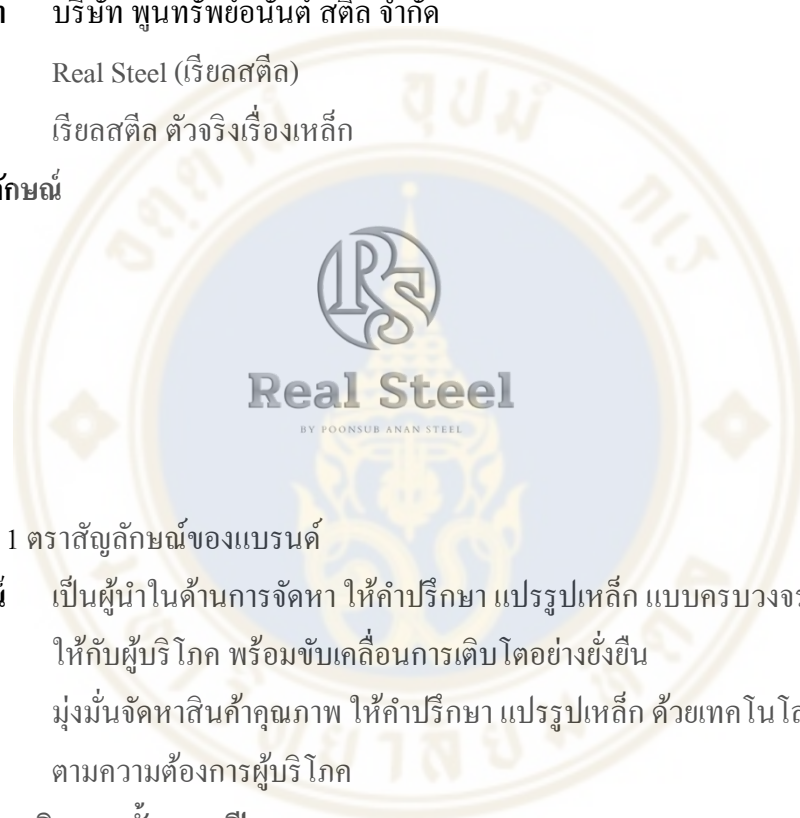 บริษัท พูนทรัพย์อนันต์ สตีล จำกัด
Real Steel (เรียลสตีล)
เรียลสตีล ตัวจริงเรื่องเหล็ก
RS
Real Steel
BY POONSUB ANAN STEEL
1 ตราสัญลักษณ์ของแบรนด์
เป็นผู้นำในด้านการจัดหา ให้คำปรึกษา แปรรูปเหล็ก แบบครบวงจร
ให้กับผู้บริโภค พร้อมขับเคลื่อนการเติบโตอย่างยั่งยืน
มุ่งมั่นจัดหาสินค้าคุณภาพ ให้คำปรึกษา แปรรูปเหล็ก ด้วย
ตามความต้องการผู้บริโภค